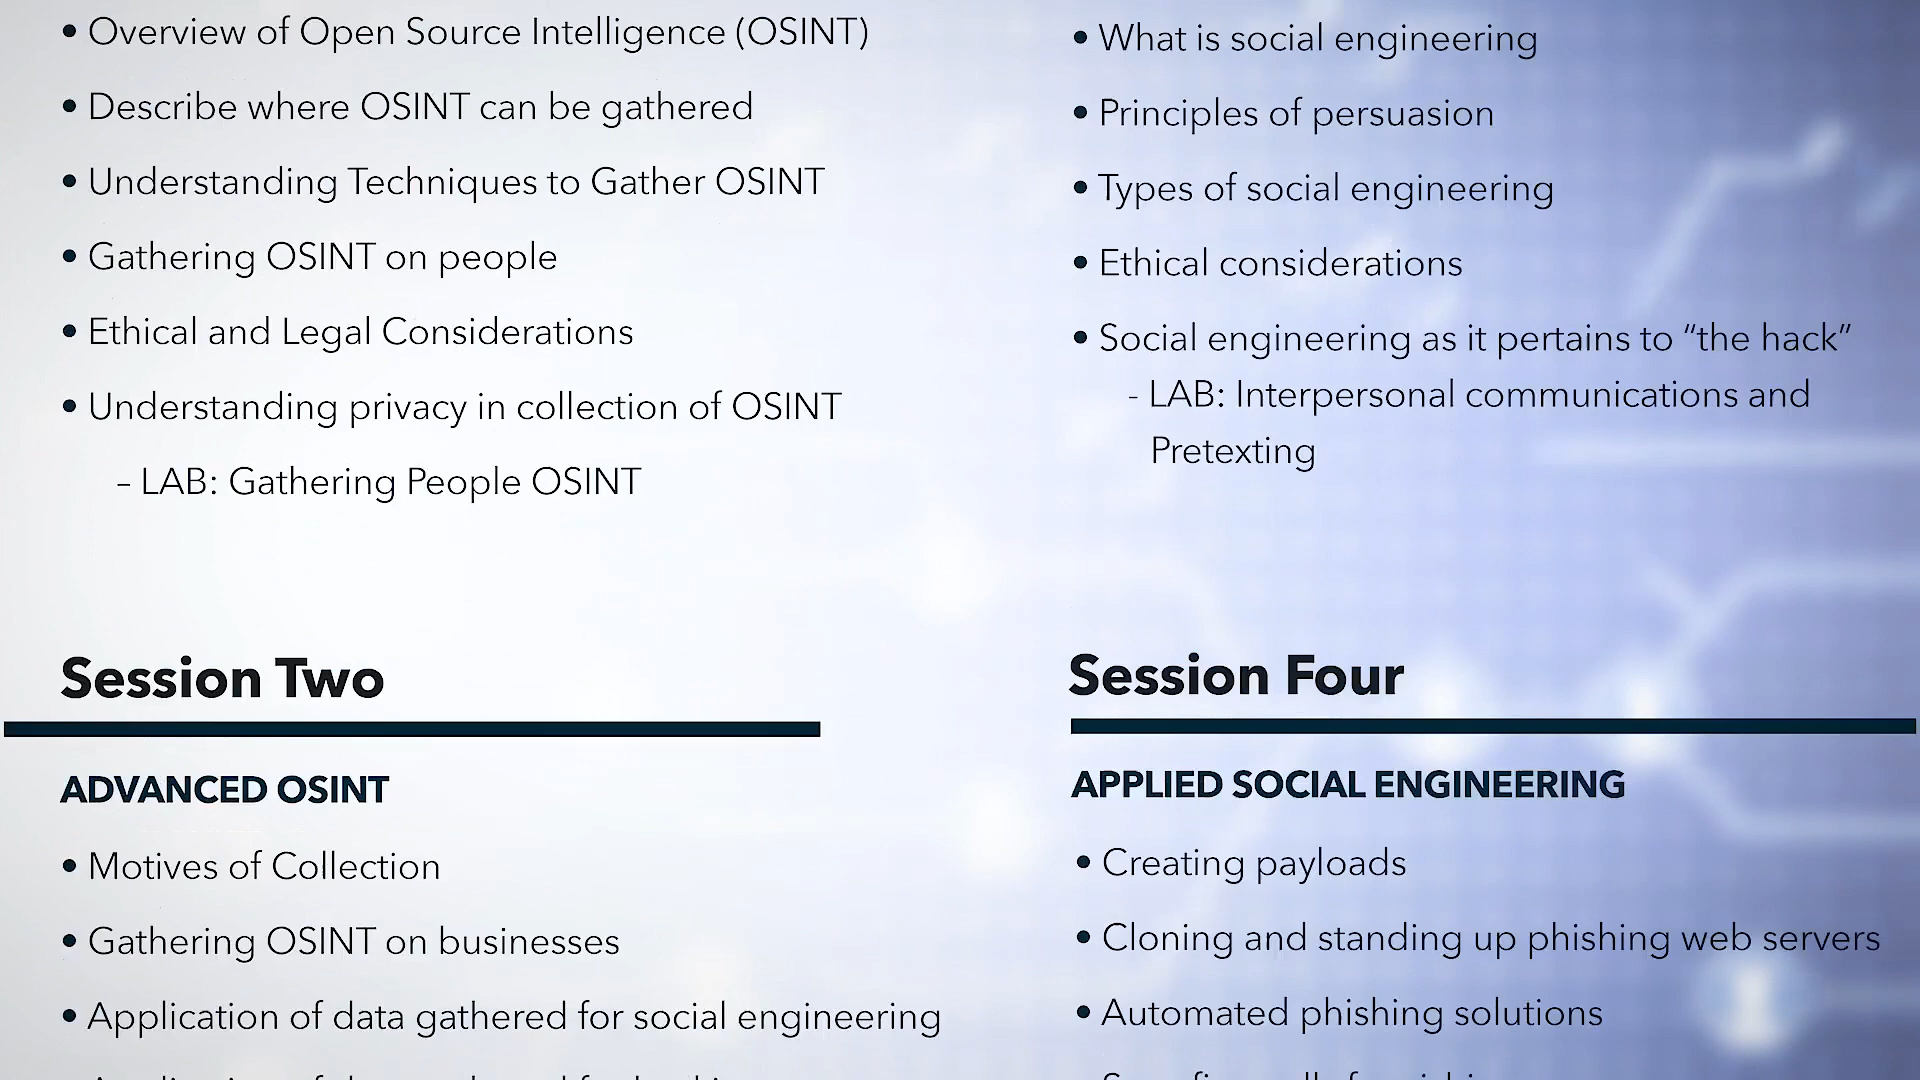 • Overview of Open Source Intelligence (OSINT)
• Describe where OSINT can be gathered
• Understanding Techniques to Gather OSINT
• Gathering OSINT on people
• Ethical and Legal Considerations
• Understanding privacy in collection of OSINT
– LAB: Gathering People OSINT
Session Two
ADVANCED OSINT
• Motives of Collection
• Gathering OSINT on businesses
• Application of data gathered for social engineering
• What is social engineering
• Principles of persuasion
• Types of social engineering
• Ethical considerations
• Social engineering as it pertains to “the hack”
- LAB: Interpersonal communications and
Pretexting
Session Four
APPLIED SOCIAL ENGINEERING
• Creating payloads
• Cloning and standing up phishing web servers
• Automated phishing solutions